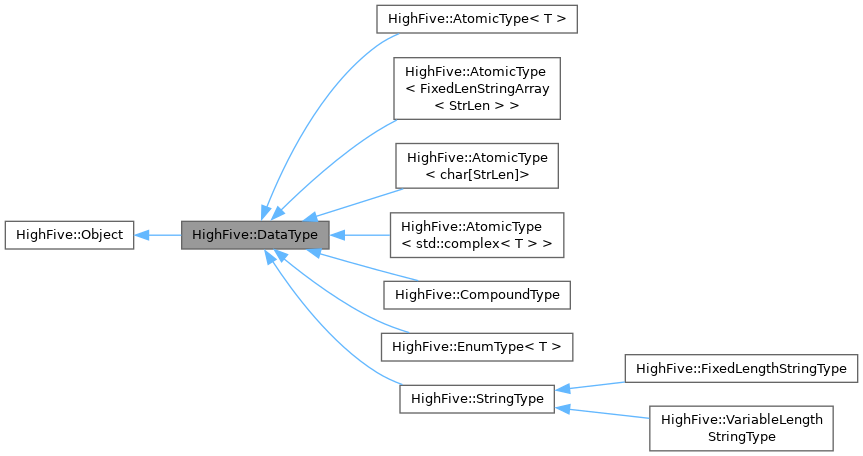 HighFive::AtomicType< T >
HighFive::AtomicType
< FixedLenStringArray
< StrLen > >
HighFive::AtomicType
< char[StrLen]>
HighFive::Object
HighFive::DataType
HighFive::AtomicType
< std::complex< T > >
HighFive::CompoundType
HighFive::EnumType< T >
HighFive::StringType
HighFive::FixedLengthStringType
HighFive::VariableLength
StringType